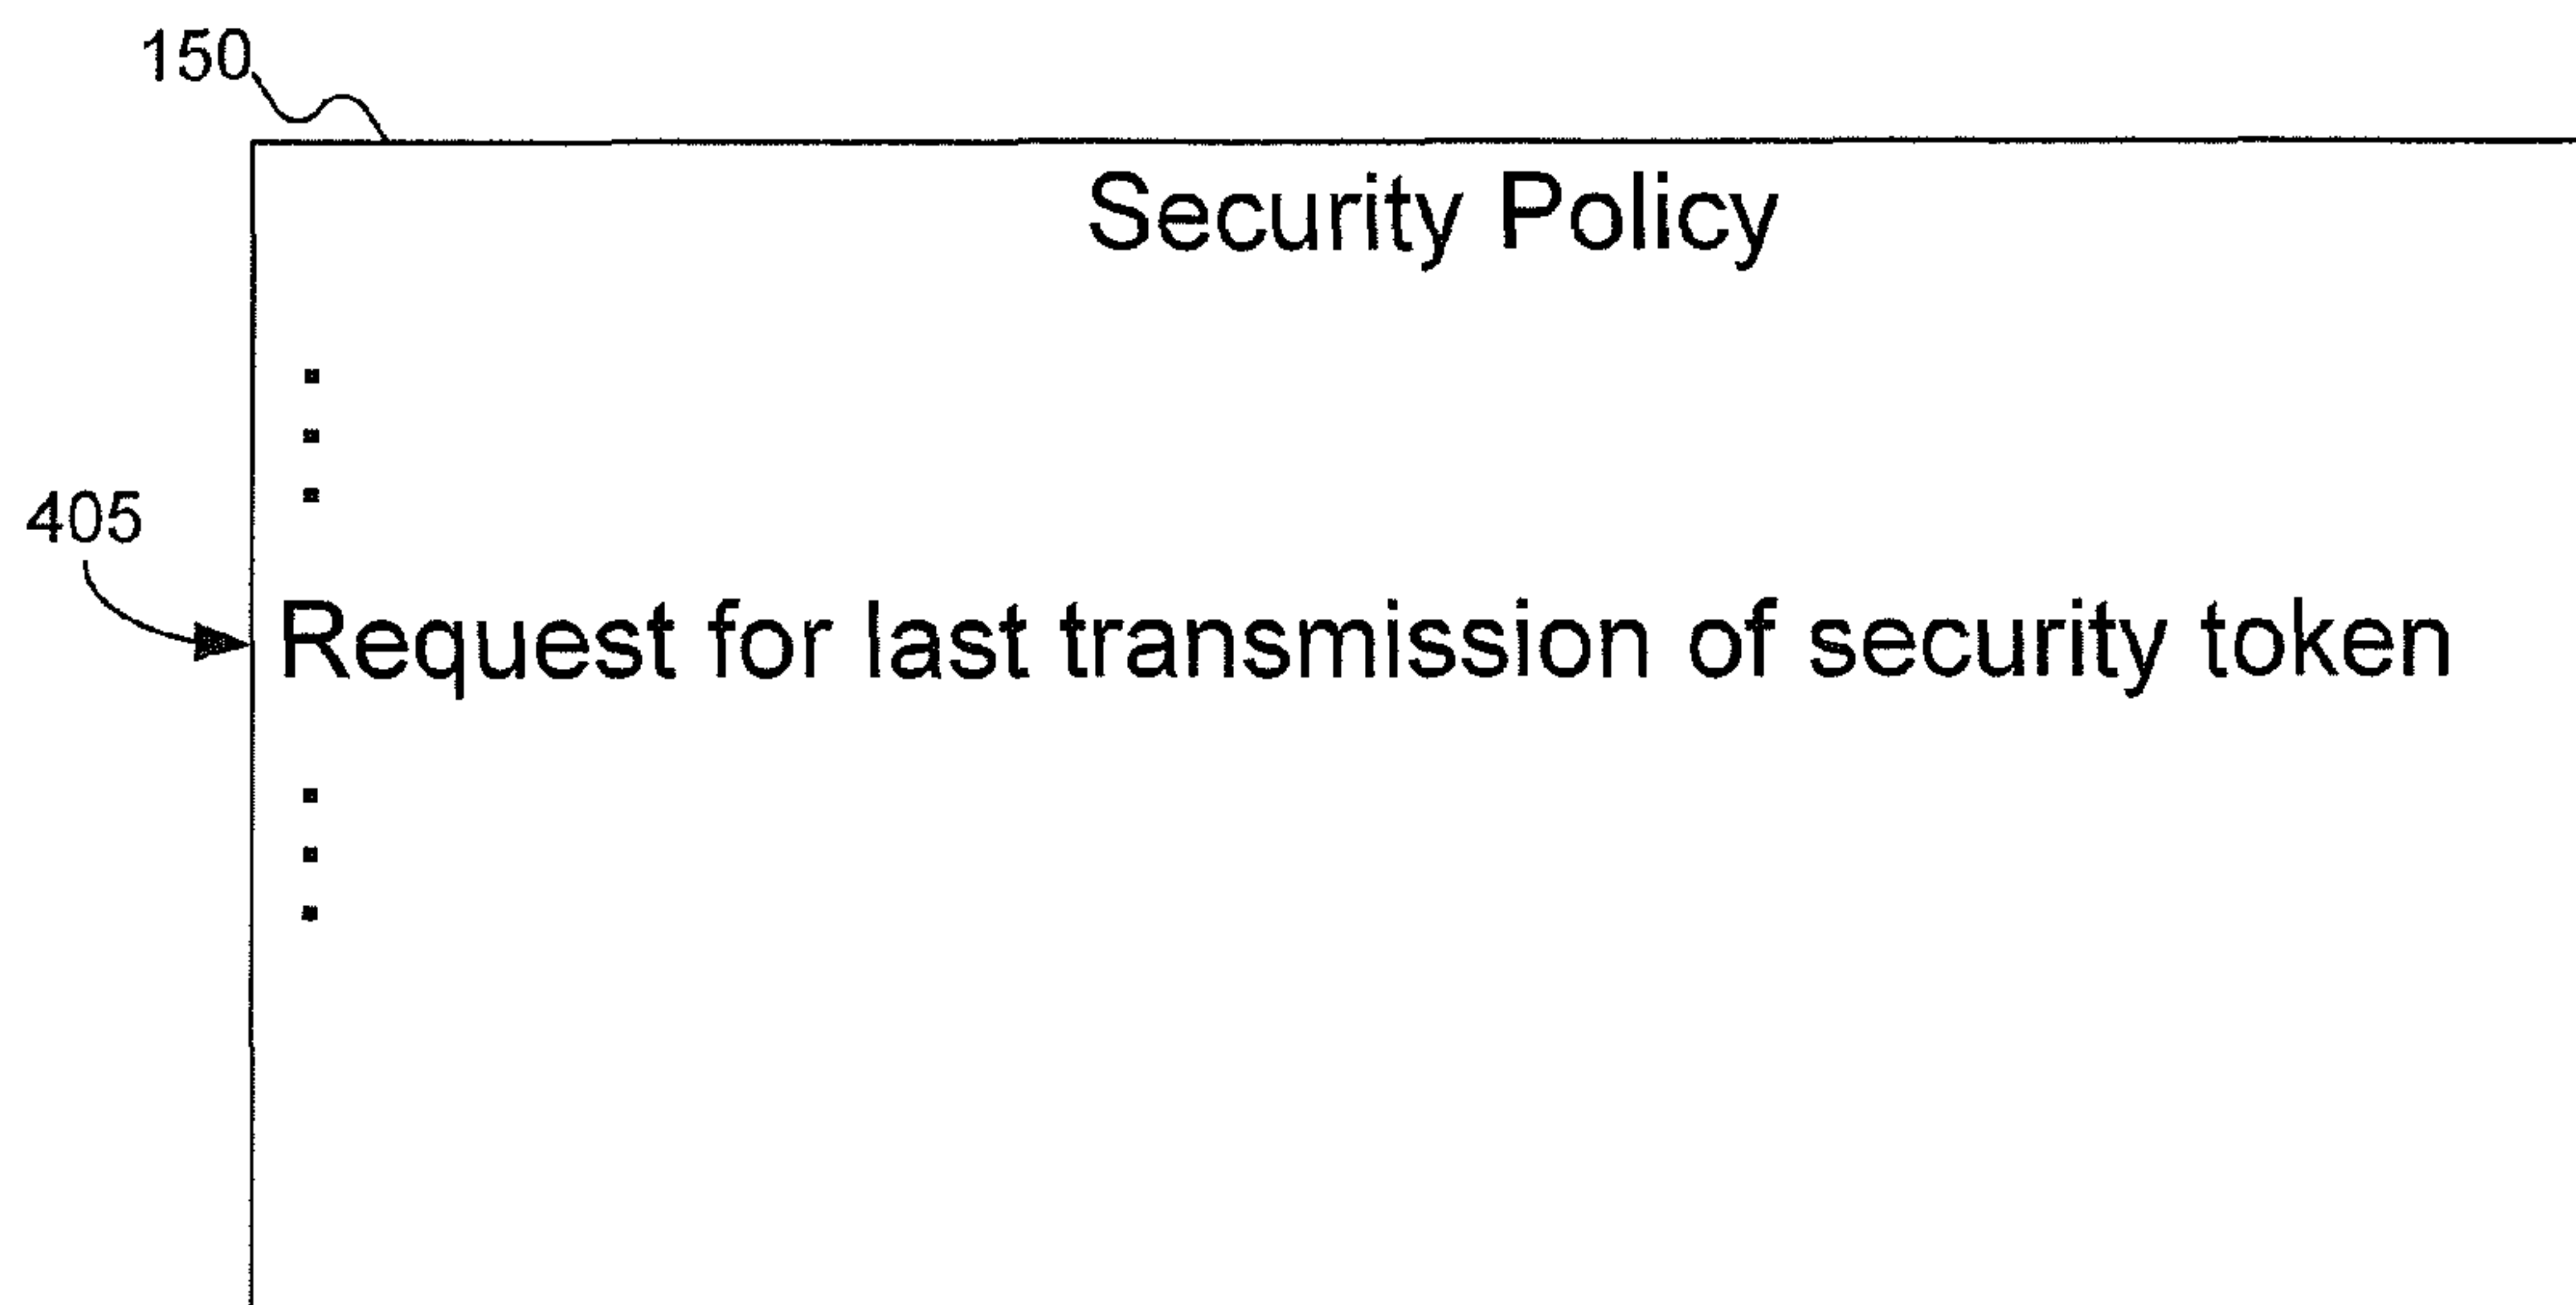 150
Security Policy
405
Request for last transmission of security token